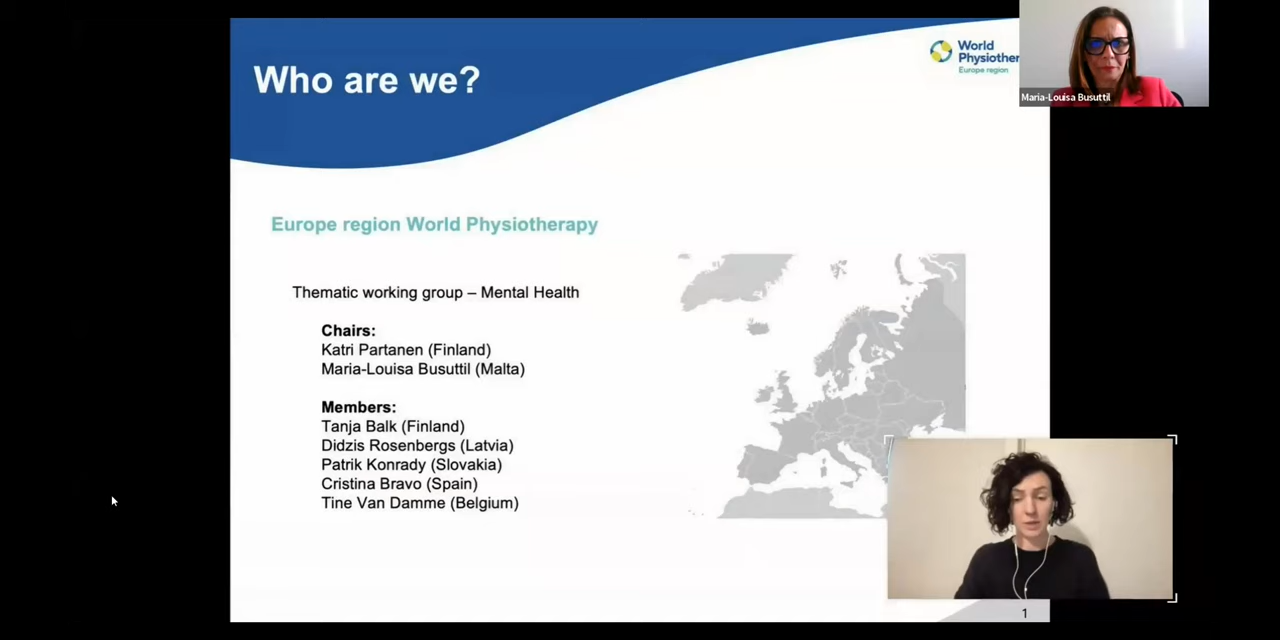 Who are we?
World
Physiother
Europe region
Maria-Louisa Busuttil
Europe region World Physiotherapy
Thematic working group – Mental Health
Chairs:
Katri Partanen (Finland)
Maria-Louisa Busuttil (Malta)
Members:
Tanja Balk (Finland)
Didzis Rosenbergs (Latvia)
Patrik Konrady (Slovakia)
Cristina Bravo (Spain)
Tine Van Damme (Belgium)
1